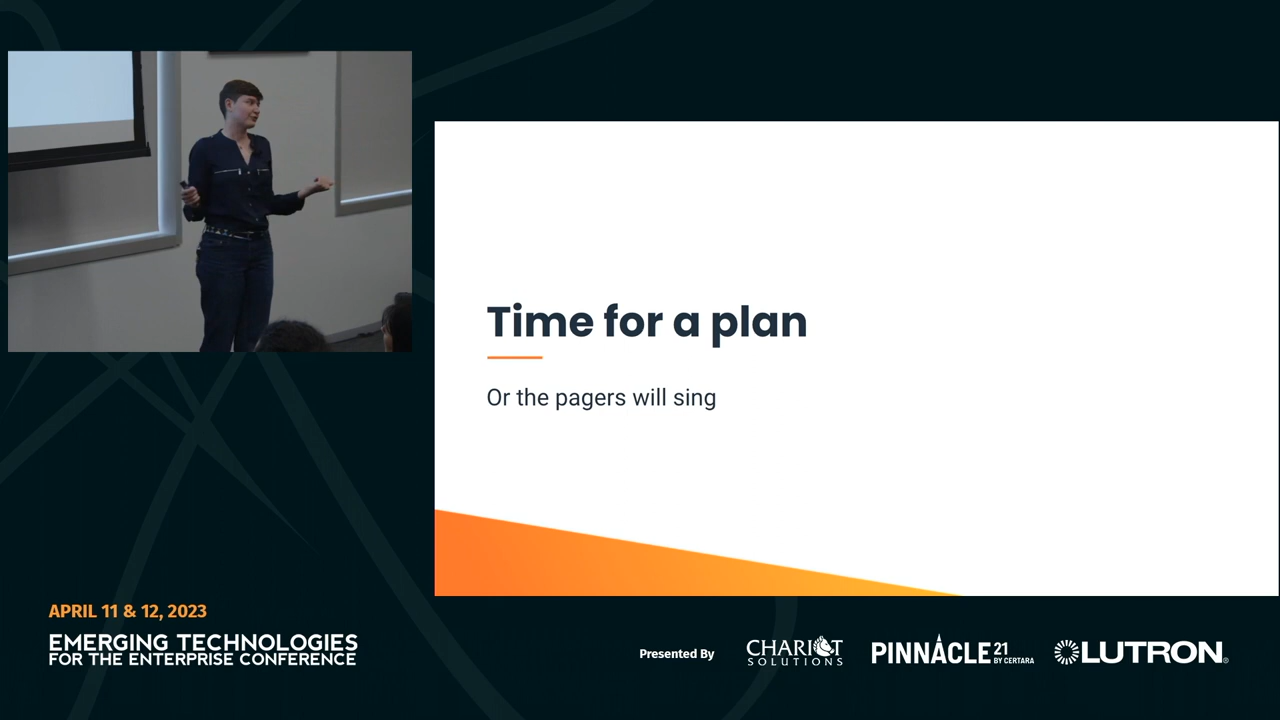 Time for a plan
Or the pagers will sing
APRIL 11 & 12, 2023
EMERGING TECHNOLOGIES
FOR THE ENTERPRISE CONFERENCE
Presented By
CHARIOT
SOLUTIONS
PINNACLE 21
BY CERTARA
LUTRON®